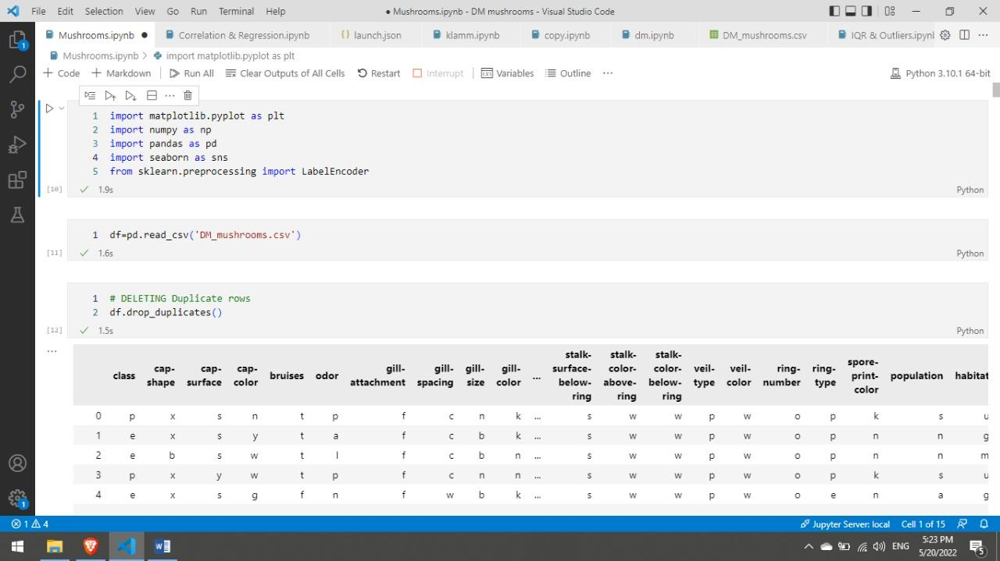 File Edit Selection View Go Run Terminal Help ● Mushrooms.ipynb - DM mushrooms - Visual Studio Code
Mushrooms.ipynb ● Correlation & Regression.ipynb launch.json klamm.ipynb copy.ipynb dm.ipynb DM_mushrooms.csv IQR & Outliers.ipynb
Mushrooms.ipynb > import matplotlib.pyplot as plt
+ Code + Markdown Run All Clear Outputs of All Cells Restart Interrupt Variables Outline ... Python 3.10.1 64-bit
1 import matplotlib.pyplot as plt
2 import numpy as np
3 import pandas as pd
4 import seaborn as sns
5 from sklearn.preprocessing import LabelEncoder
[10] ✓ 1.9s Python
1 df=pd.read_csv('DM_mushrooms.csv')
[11] ✓ 1.6s Python
1 # DELETING Duplicate rows
2 df.drop_duplicates()
[12] ✓ 1.5s Python
class cap-shape cap-surface cap-color bruises odor gill-attachment gill-spacing gill-size gill-color ... stalk-surface-below-ring stalk-color-above-ring stalk-color-below-ring veil-type veil-color ring-number ring-type spore-print-color population habitat
0 p x s n t p f c n k ... s w w p w o p k s u
1 e x s y t a f c b k ... s w w p w o p n n g
2 e b s w t l f c b n ... s w w p w o p n n m
3 p x y w t p f c n n ... s w w p w o p k s u
4 e x s g f n f w b k ... s w w p w o e n a g
1 4 Jupyter Server: local Cell 1 of 15
ENG 5:23 PM
5/20/2022 5